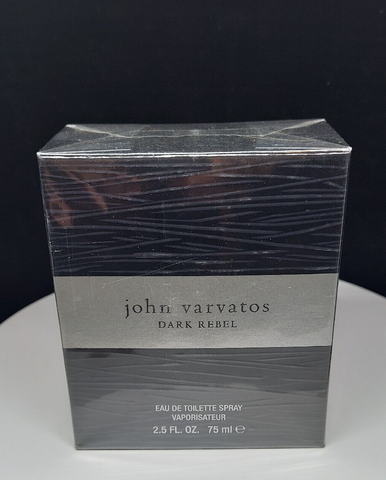 john varvatos
DARK REBEL
EAU DE TOILETTE SPRAY
VAPORISATEUR
2.5 FL. OZ. 75 ml ℮